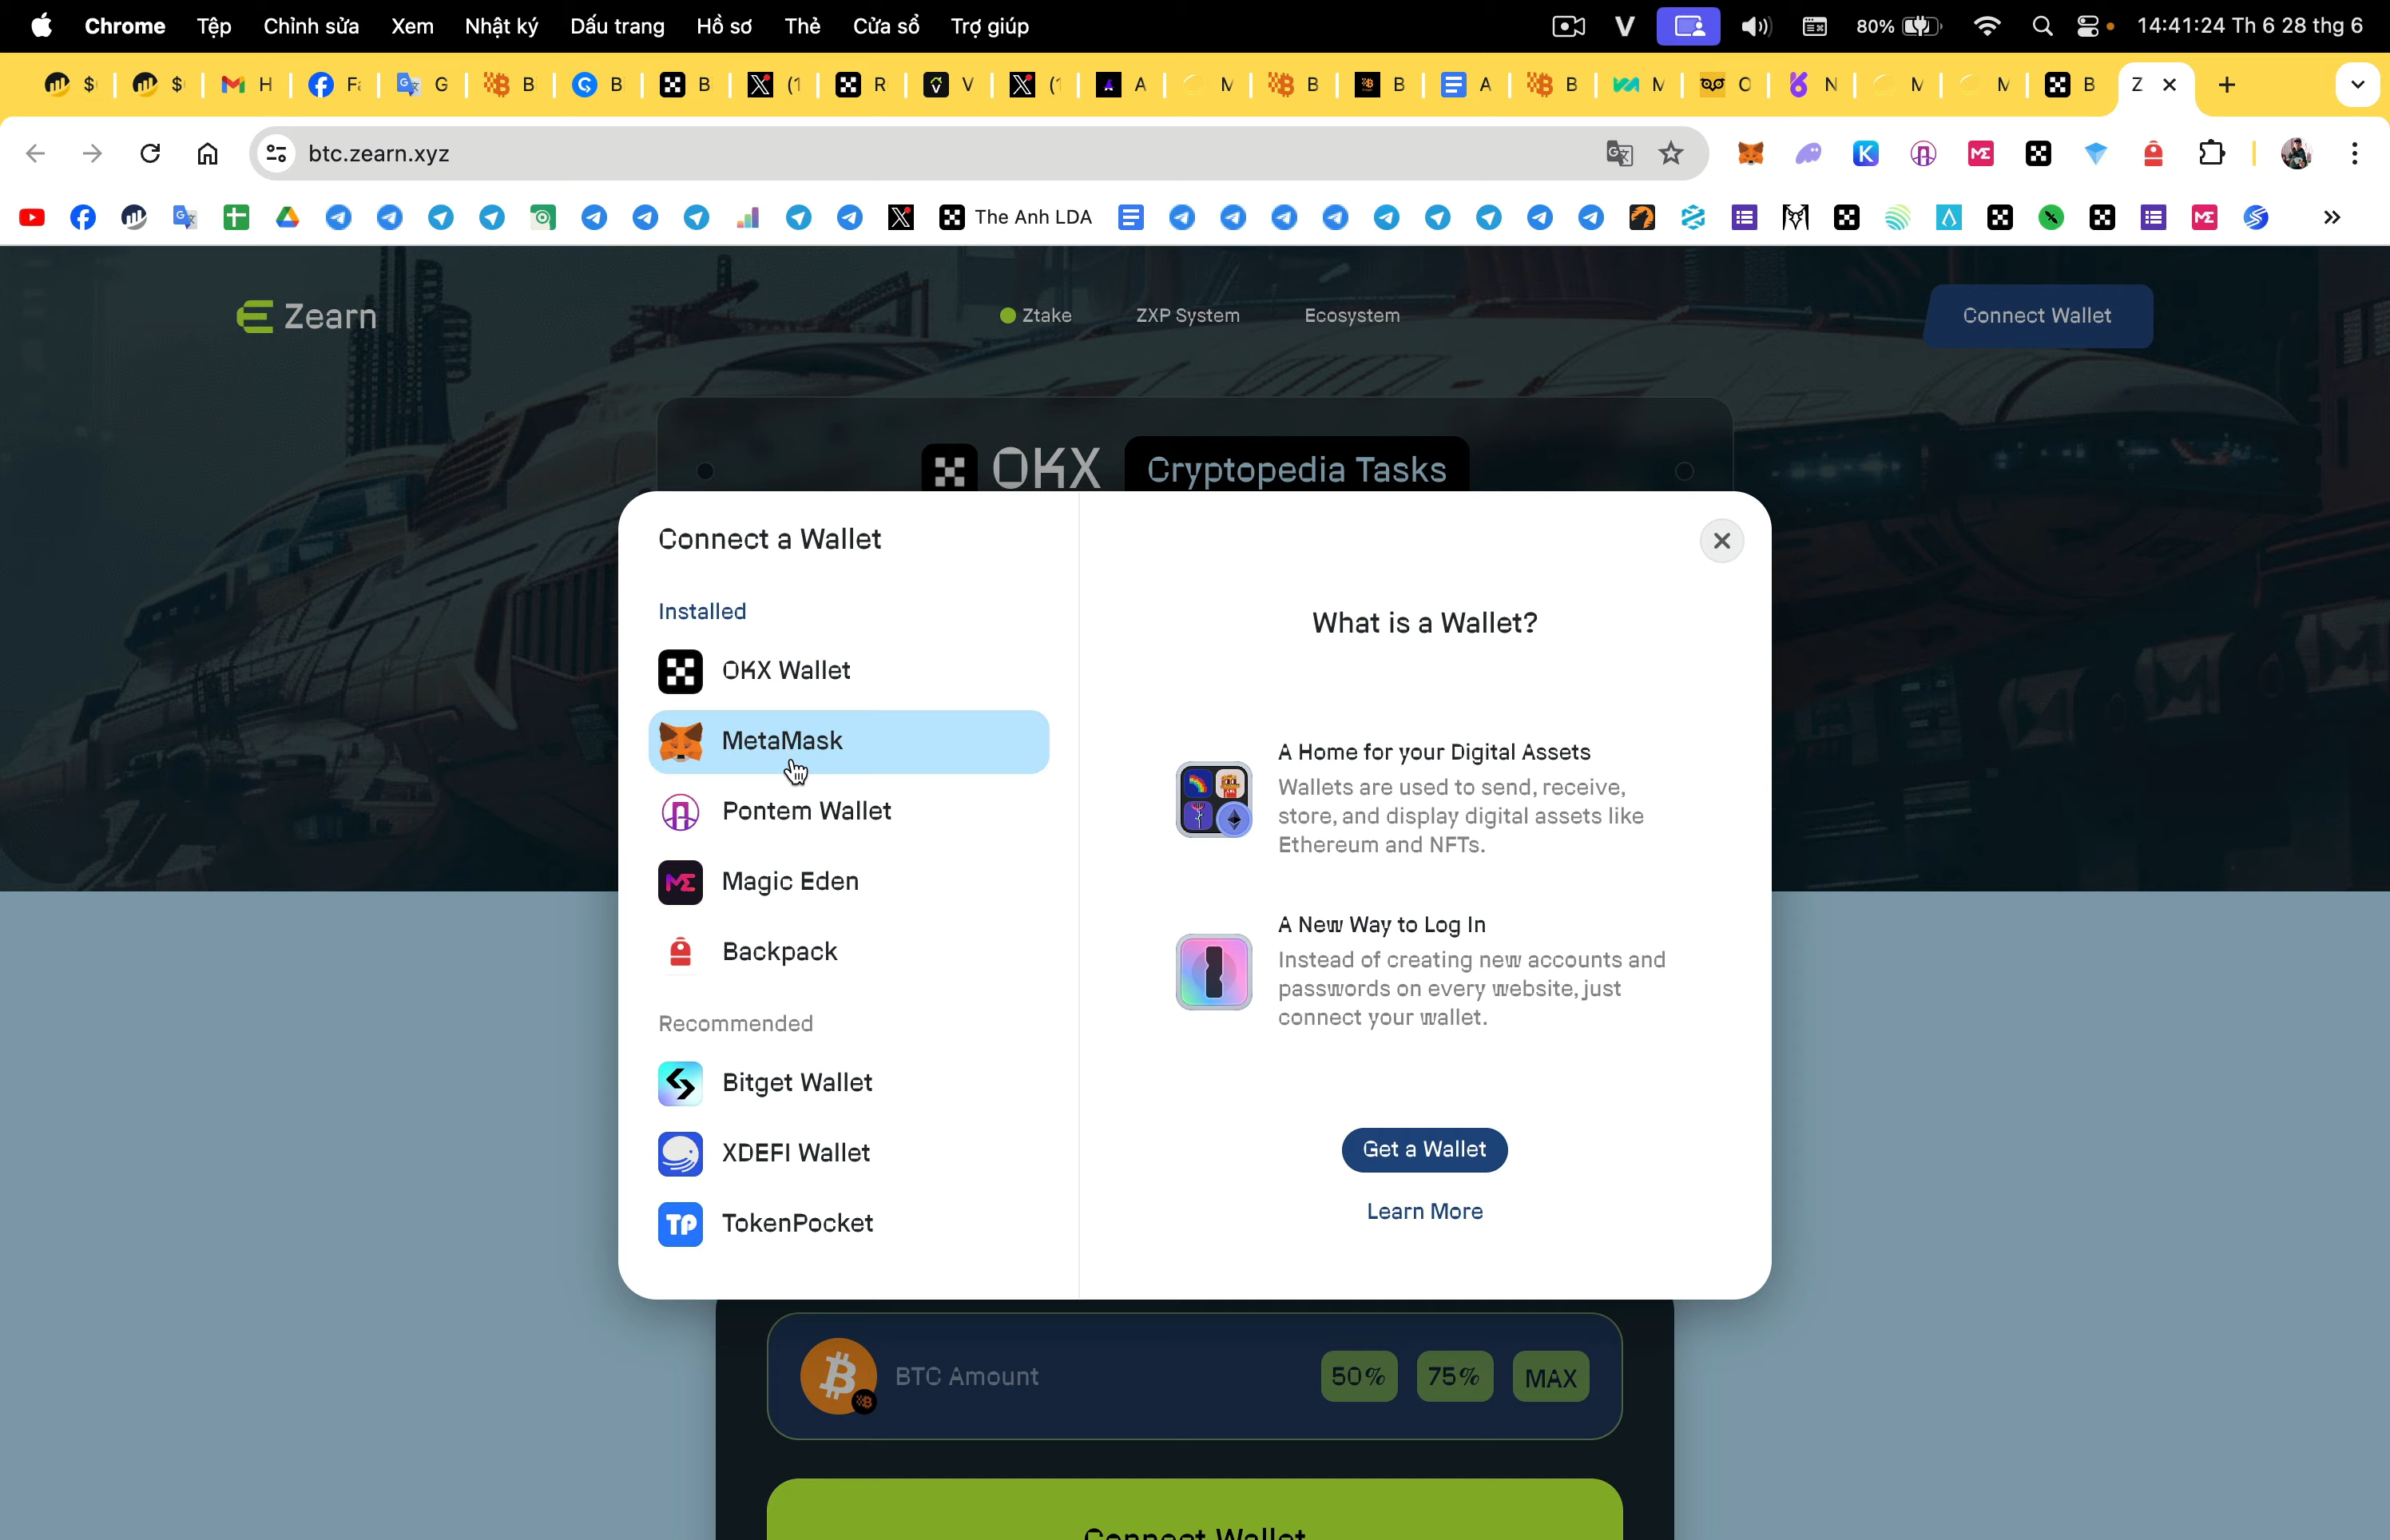 Chrome Tệp Chỉnh sửa Xem Nhật ký Dấu trang Hồ sơ Thẻ Cửa sổ Trợ giúp 80% 14:41:24 Th 6 28 thg 6
$ $ H Fa G B B B (1 R V (1 A M B B A B M O N M M B Z
btc.zearn.xyz
The Anh LDA
Zearn Ztake ZXP System Ecosystem Connect Wallet
OKX Cryptopedia Tasks
Connect a Wallet
Installed
OKX Wallet
MetaMask
Pontem Wallet
Magic Eden
Backpack
Recommended
Bitget Wallet
XDEFI Wallet
TokenPocket
What is a Wallet?
A Home for your Digital Assets
Wallets are used to send, receive,
store, and display digital assets like
Ethereum and NFTs.
A New Way to Log In
Instead of creating new accounts and
passwords on every website, just
connect your wallet.
Get a Wallet
Learn More
BTC Amount 50% 75% MAX
Connect Wallet